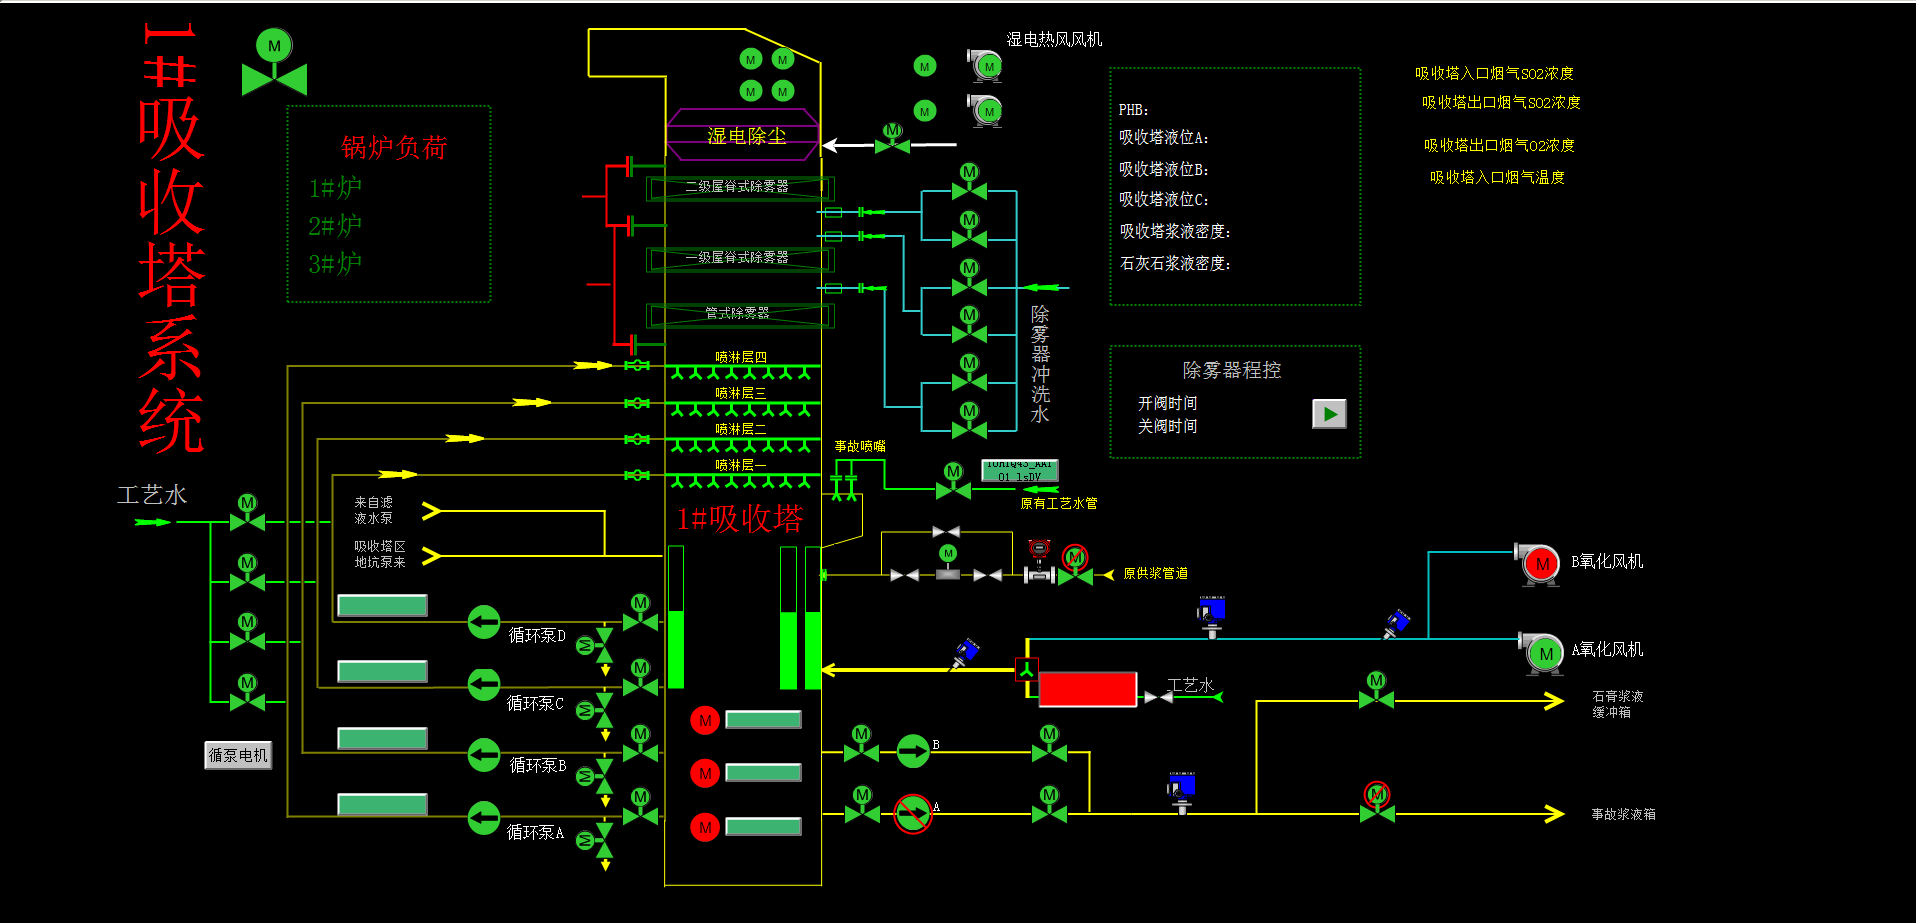 1#吸收塔系统
M
锅炉负荷
1#炉
2#炉
3#炉
M M
M M
湿电除尘
湿电热风风机
M M
M M
M
PHB:
吸收塔液位A:
吸收塔液位B:
吸收塔液位C:
吸收塔浆液密度:
石灰石浆液密度:
吸收塔入口烟气SO2浓度
吸收塔出口烟气SO2浓度
吸收塔出口烟气O2浓度
吸收塔入口烟气温度
二级屋脊式除雾器
一级屋脊式除雾器
管式除雾器
M
M
M
M
M
M
除雾器冲洗水
除雾器程控
开阀时间
关阀时间
喷淋层四
喷淋层三
喷淋层二
喷淋层一
事故喷嘴
M
01 lsDV
原有工艺水管
工艺水
M
M
M
M
来自滤
液水泵
吸收塔区
地坑泵来
1#吸收塔
M
M
原供浆管道
M
B氧化风机
M
A氧化风机
工艺水
循环泵D
M
M
循环泵C
M
M
循环泵B
M
M
循环泵A
M
M
循泵电机
M
M
M
M
B
M
M
A
M
M
石膏浆液
缓冲箱
M
事故浆液箱